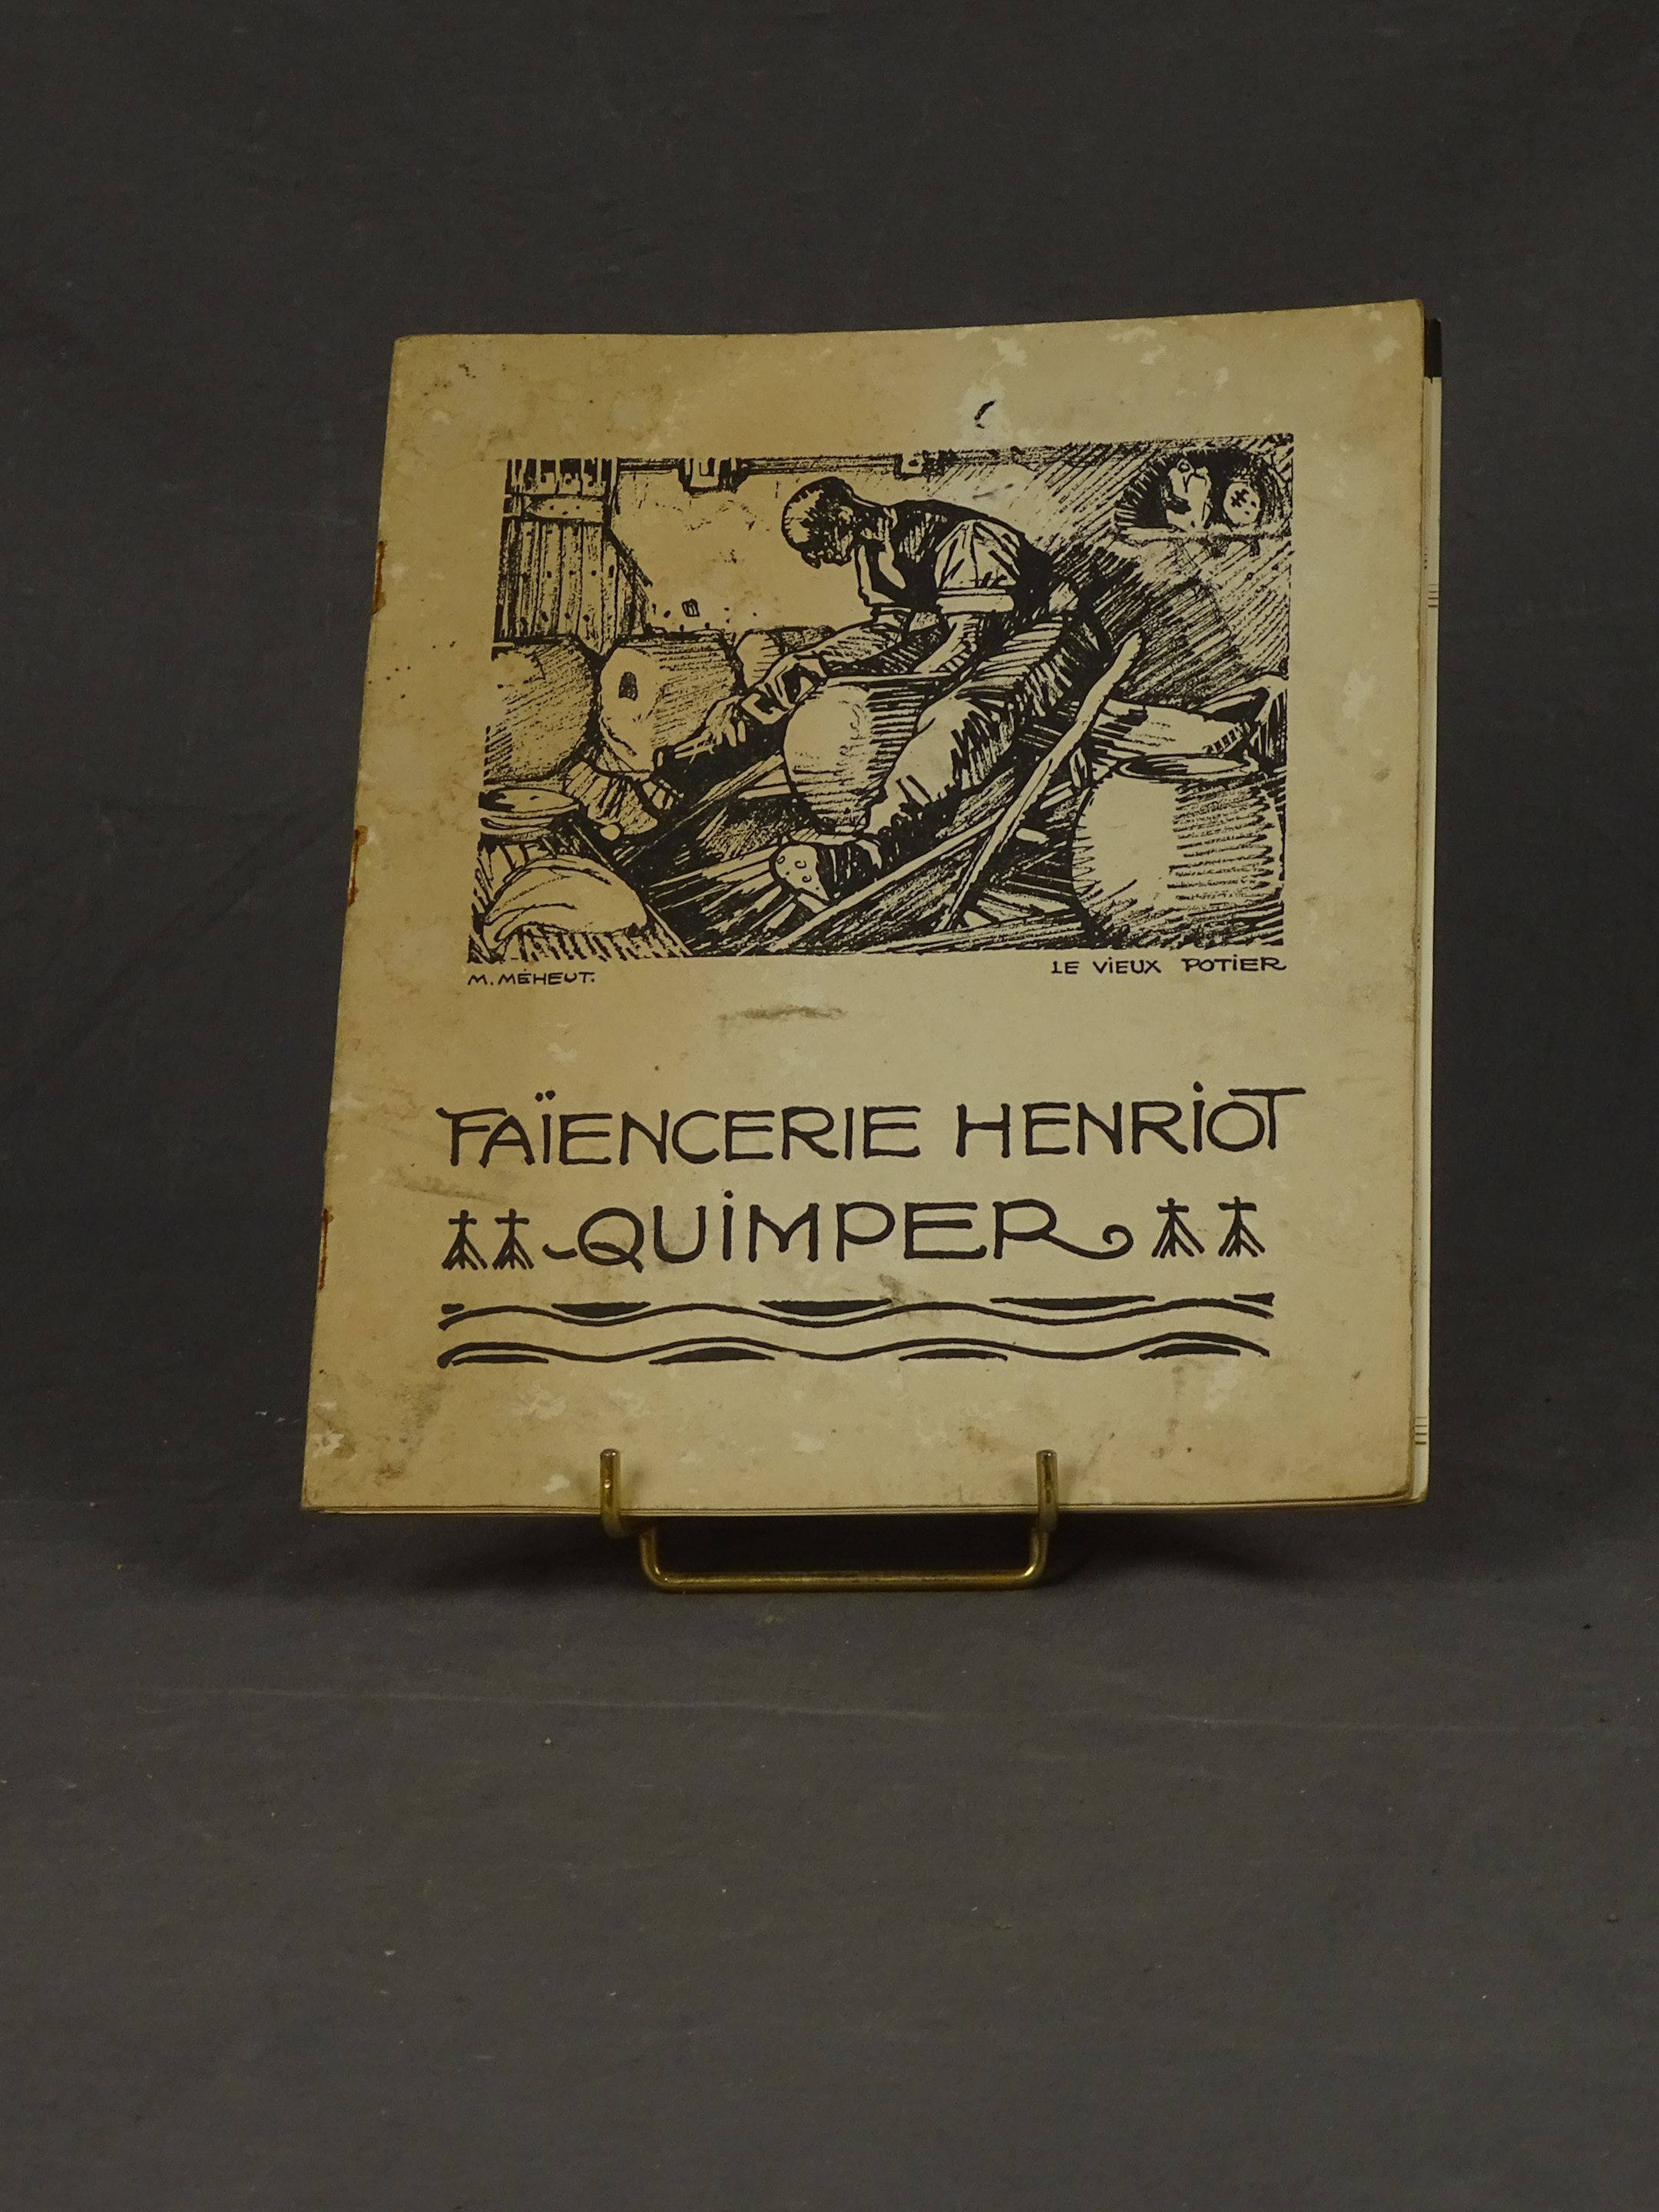 M. MÉHEUT.
LE VIEUX POTIER
FAÏENCERIE HENRIOT
QUIMPER